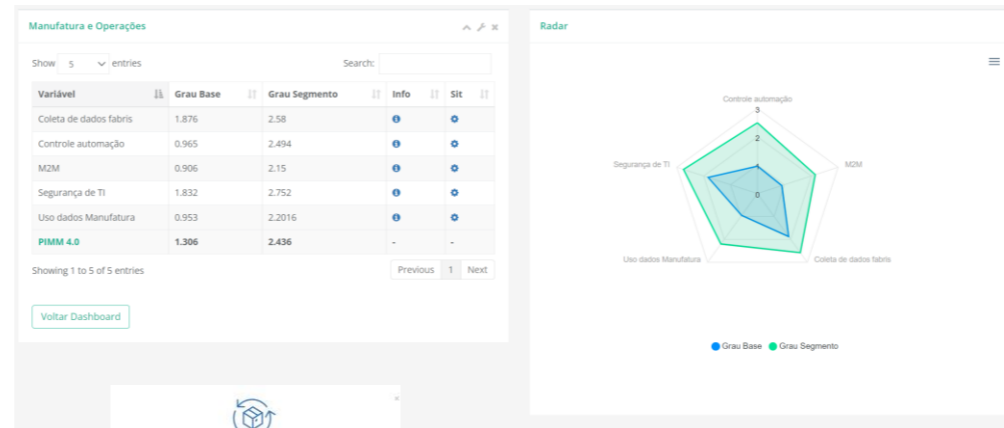 Manufatura e Operações
Show 5 entries
Search:
Variável Grau Base Grau Segmento Info Sit
Coleta de dados fabris 1.876 2.58
Controle automação 0.965 2.494
M2M 0.906 2.15
Segurança de TI 1.832 2.752
Uso dados Manufatura 0.953 2.2016
PIMM 4.0 1.306 2.436 - -
Showing 1 to 5 of 5 entries
Previous 1 Next
Voltar Dashboard
Radar
Controle automação
3
2
Segurança de TI
M2M
1
0
Uso dados Manufatura
Coleta de dados fabris
Grau Base Grau Segmento